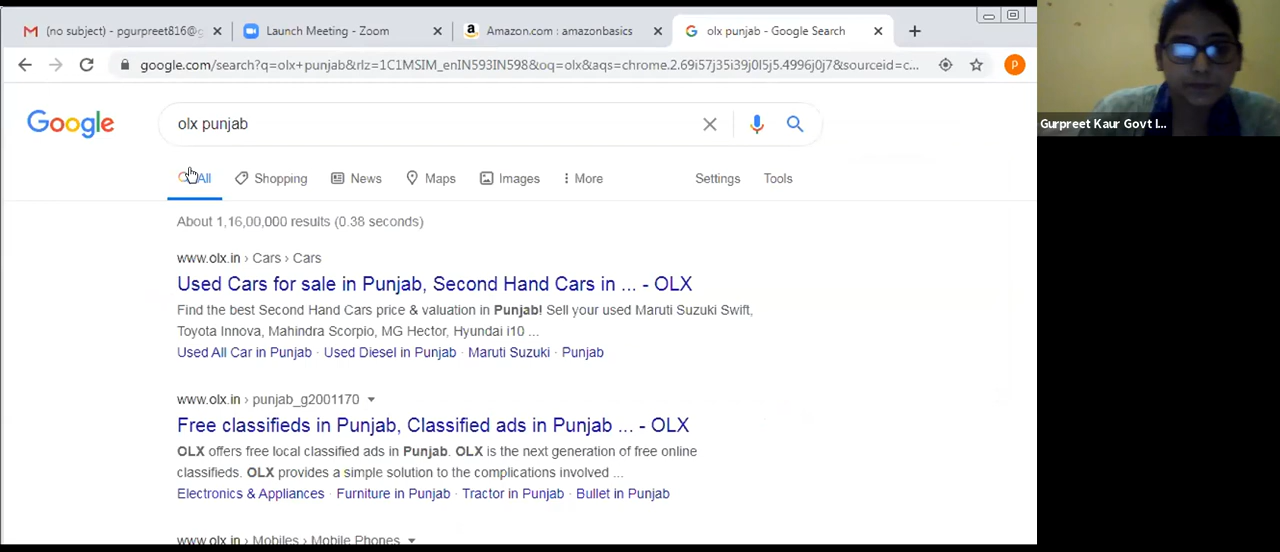 (no subject) - pgurpreet816@g
Launch Meeting - Zoom
Amazon.com : amazonbasics
olx punjab - Google Search
google.com/search?q=olx+punjab&rlz=1C1MSIM_enIN593IN598&oq=olx&aqs=chrome.2.69i57j35i39j0l5j5.4996j0j7&sourceid=c...
P
Gurpreet Kaur Govt I...
Google
olx punjab
All
Shopping
News
Maps
Images
More
Settings
Tools
About 1,16,00,000 results (0.38 seconds)
www.olx.in › Cars › Cars
Used Cars for sale in Punjab, Second Hand Cars in ... - OLX
Find the best Second Hand Cars price & valuation in Punjab! Sell your used Maruti Suzuki Swift,
Toyota Innova, Mahindra Scorpio, MG Hector, Hyundai i10 ...
Used All Car in Punjab · Used Diesel in Punjab · Maruti Suzuki · Punjab
www.olx.in › punjab_g2001170
Free classifieds in Punjab, Classified ads in Punjab ... - OLX
OLX offers free local classified ads in Punjab. OLX is the next generation of free online
classifieds. OLX provides a simple solution to the complications involved ...
Electronics & Appliances · Furniture in Punjab · Tractor in Punjab · Bullet in Punjab
www.olx.in › Mobiles › Mobile Phones